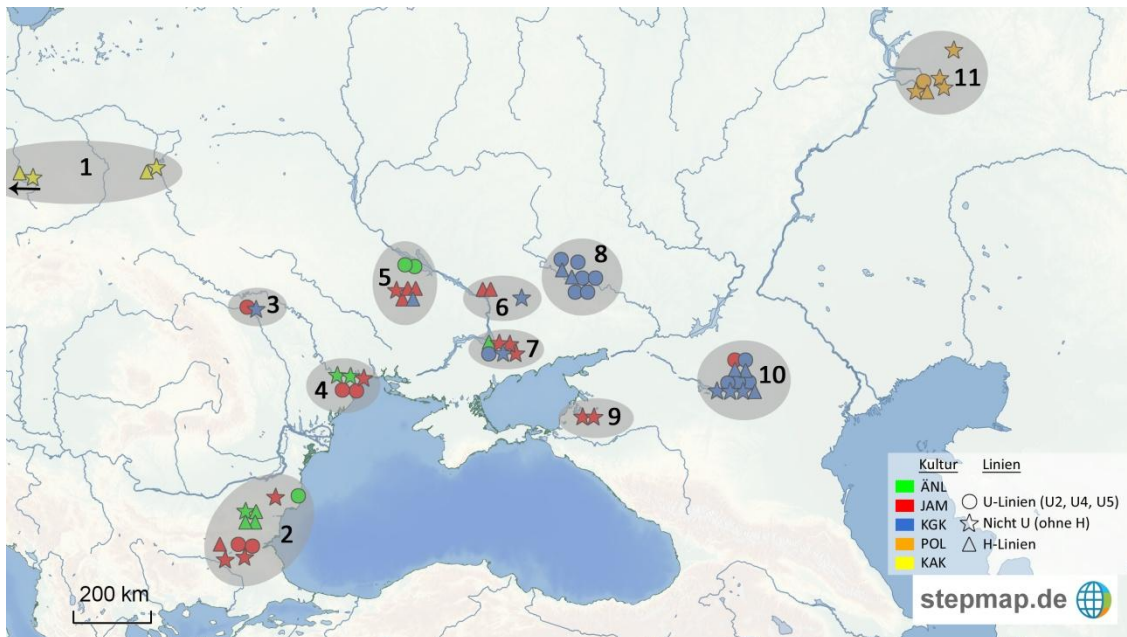 11
1
8
5
6
3
7
10
4
9
2
Kultur Linien
ÄNL
JAM
KGK
POL
KAK
U-Linien (U2, U4, U5)
Nicht U (ohne H)
H-Linien
200 km
stepmap.de